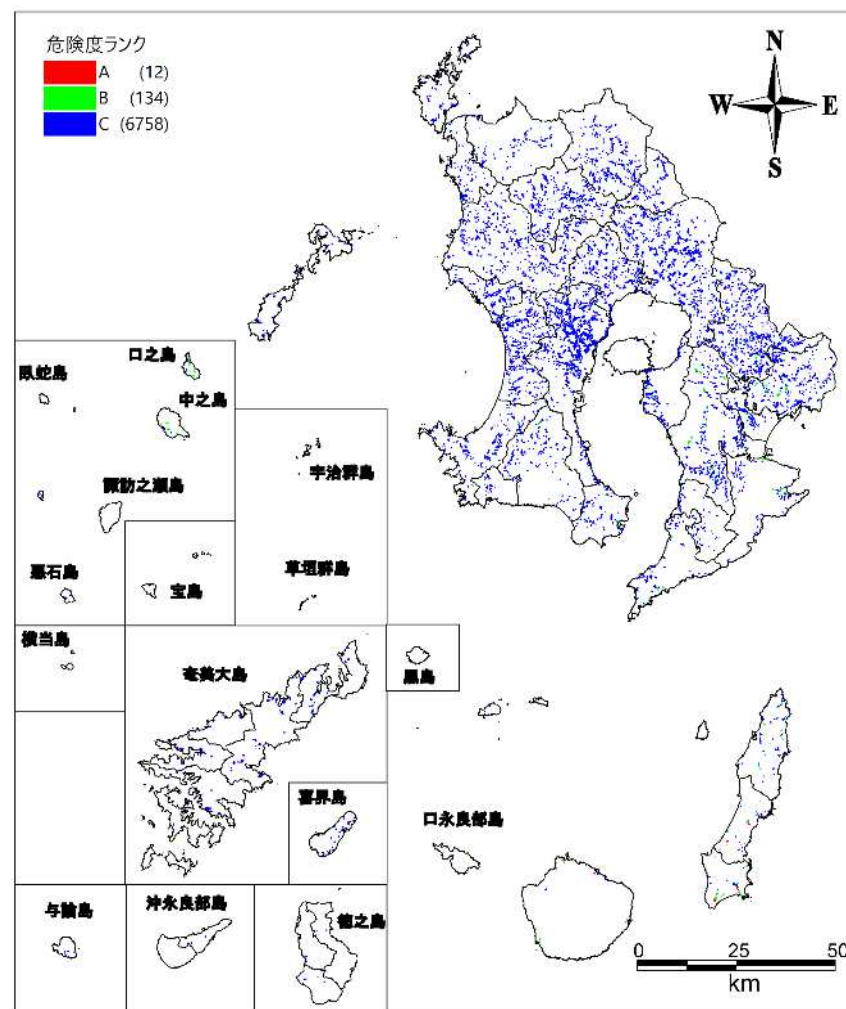 危険度ランク
A (12)
B (134)
C (6758)
N
W E
S
口之島
臥蛇島
中之島
宇治群島
諏訪之瀬島
悪石島
宝島
草垣群島
横当島
奄美大島
黒島
喜界島
口永良部島
与論島
沖永良部島
徳之島
0 25 50
km